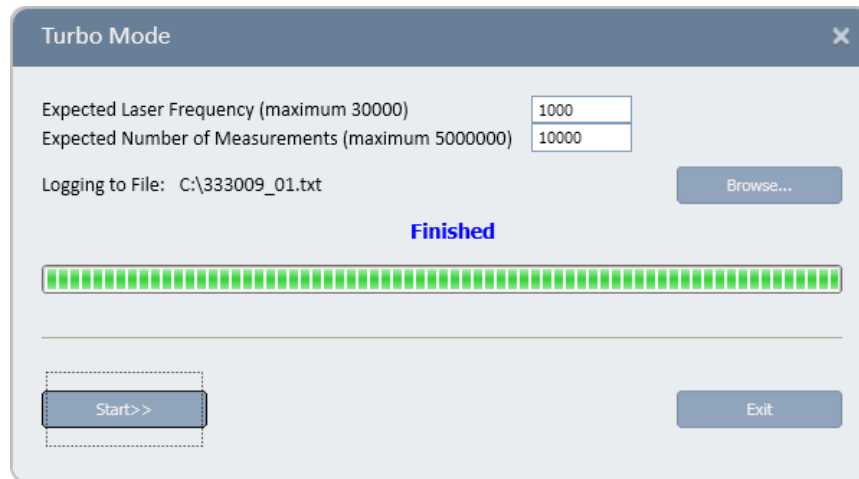 Turbo Mode
Expected Laser Frequency (maximum 30000) 1000
Expected Number of Measurements (maximum 5000000) 10000
Logging to File: C:\333009_01.txt Browse...
Finished
Start>> Exit